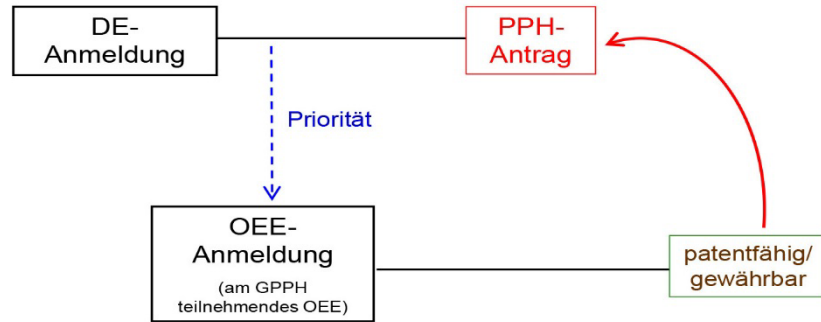 DE-
Anmeldung
PPH-
Antrag
Priorität
OEE-
Anmeldung
(am GPPH
teilnehmendes OEE)
patentfähig/
gewährbar